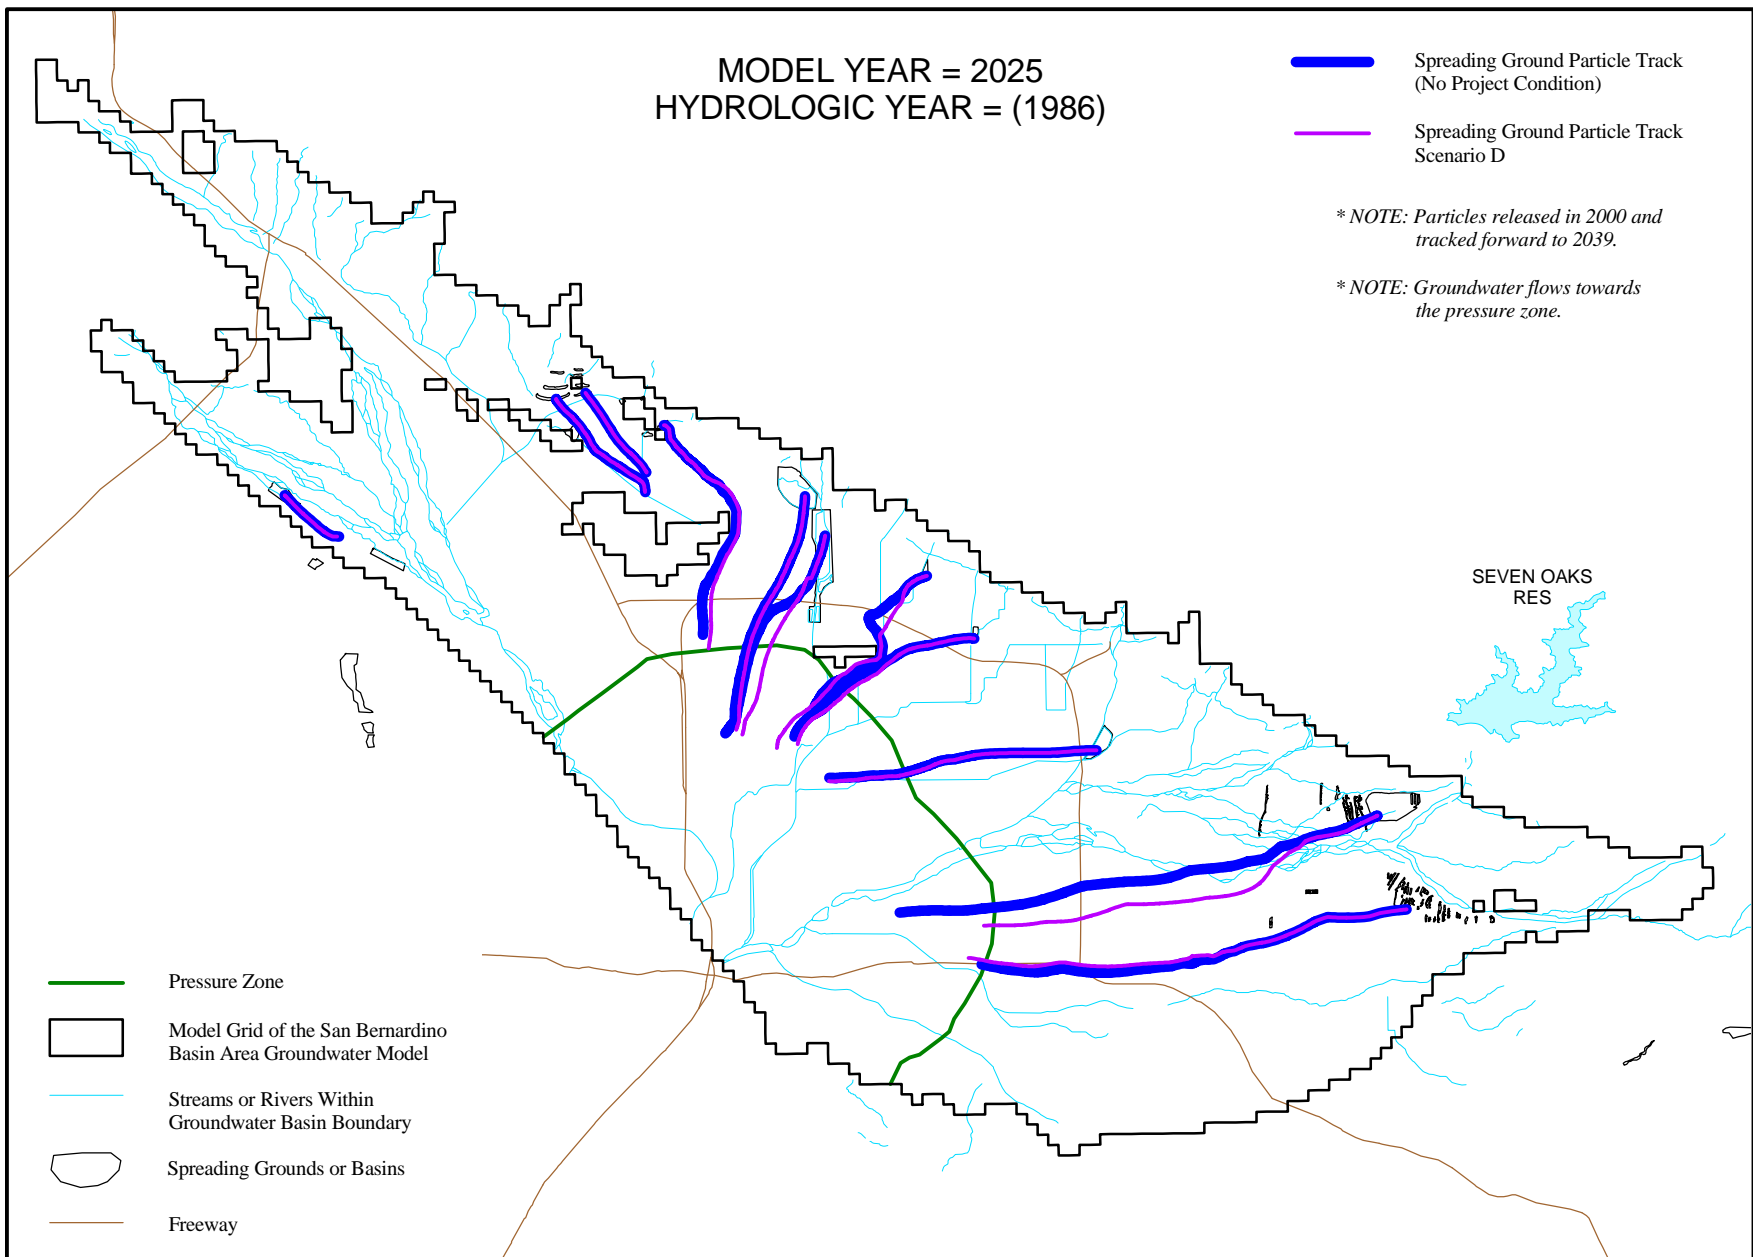 MODEL YEAR = 2025
HYDROLOGIC YEAR = (1986)
Spreading Ground Particle Track
(No Project Condition)
Spreading Ground Particle Track
Scenario D
* NOTE: Particles released in 2000 and
tracked forward to 2039.
* NOTE: Groundwater flows towards
the pressure zone.
SEVEN OAKS
RES
Pressure Zone
Model Grid of the San Bernardino
Basin Area Groundwater Model
Streams or Rivers Within
Groundwater Basin Boundary
Spreading Grounds or Basins
Freeway